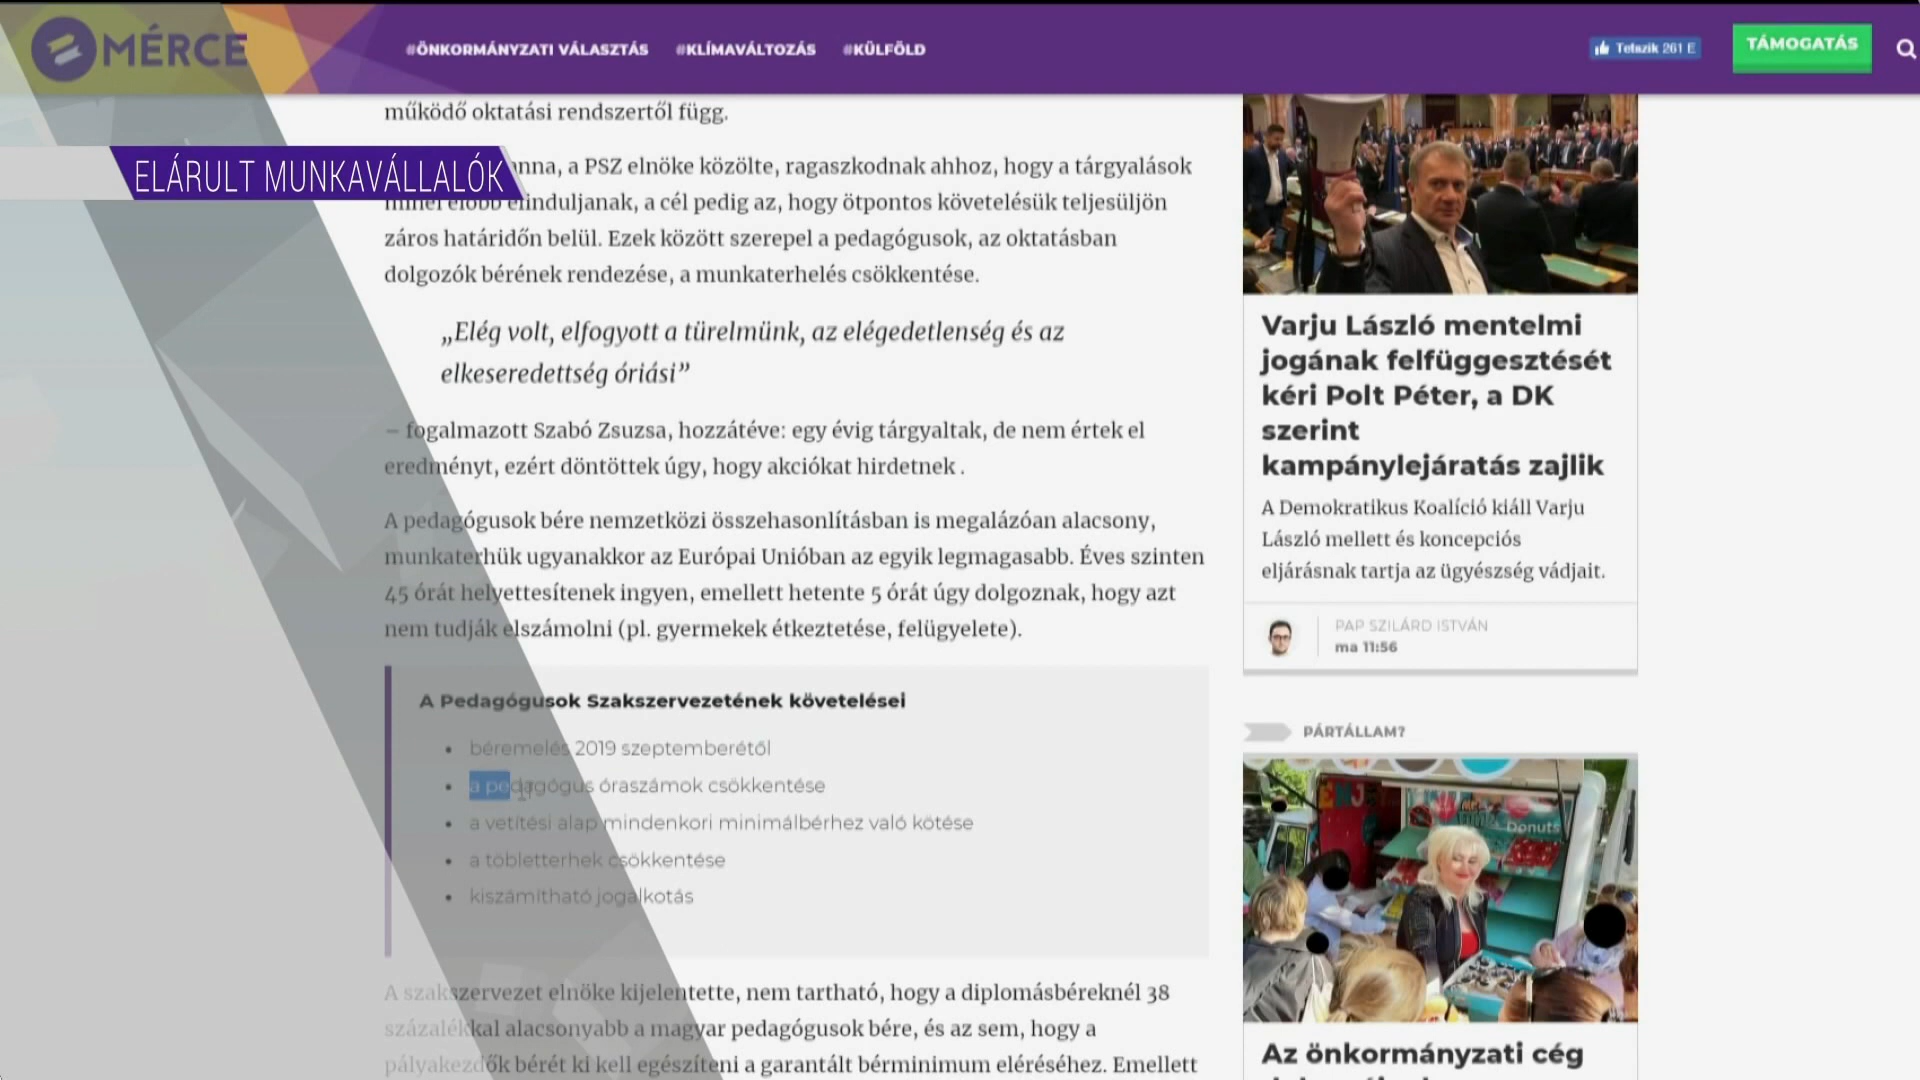 MÉRCE
#ÖNKORMÁNYZATI VÁLASZTÁS #KLÍMAVÁLTOZÁS #KÜLFÖLD
Tetszik 261 E
TÁMOGATÁS
ELÁRULT MUNKAVÁLLALÓK
működő oktatási rendszertől függ.
anna, a PSZ elnöke közölte, ragaszkodnak ahhoz, hogy a tárgyalások
minél előbb elinduljanak, a cél pedig az, hogy ötpontos követelésük teljesüljön
záros határidőn belül. Ezek között szerepel a pedagógusok, az oktatásban
dolgozók bérének rendezése, a munkaterhelés csökkentése.
„Elég volt, elfogyott a türelmünk, az elégedetlenség és az
elkeseredettség óriási”
– fogalmazott Szabó Zsuzsa, hozzátéve: egy évig tárgyaltak, de nem értek el
eredményt, ezért döntöttek úgy, hogy akciókat hirdetnek .
A pedagógusok bére nemzetközi összehasonlításban is megalázóan alacsony,
munkaterhük ugyanakkor az Európai Unióban az egyik legmagasabb. Éves szinten
45 órát helyettesítenek ingyen, emellett hetente 5 órát úgy dolgoznak, hogy azt
nem tudják elszámolni (pl. gyermekek étkeztetése, felügyelete).
A Pedagógusok Szakszervezetének követelései
• béremelés 2019 szeptemberétől
• a pedagógus óraszámok csökkentése
• a vetítési alap mindenkori minimálbérhez való kötése
• a többletterhek csökkentése
• kiszámítható jogalkotás
A szakszervezet elnöke kijelentette, nem tartható, hogy a diplomásbéreknél 38
százalékkal alacsonyabb a magyar pedagógusok bére, és az sem, hogy a
pályakezdők bérét ki kell egészíteni a garantált bérminimum eléréséhez. Emellett
Varju László mentelmi
jogának felfüggesztését
kéri Polt Péter, a DK
szerint
kampánylejáratás zajlik
A Demokratikus Koalíció kiáll Varju
László mellett és koncepciós
eljárásnak tartja az ügyészség vádjait.
PAP SZILÁRD ISTVÁN
ma 11:56
PÁRTÁLLAM?
Donuts
Az önkormányzati cég